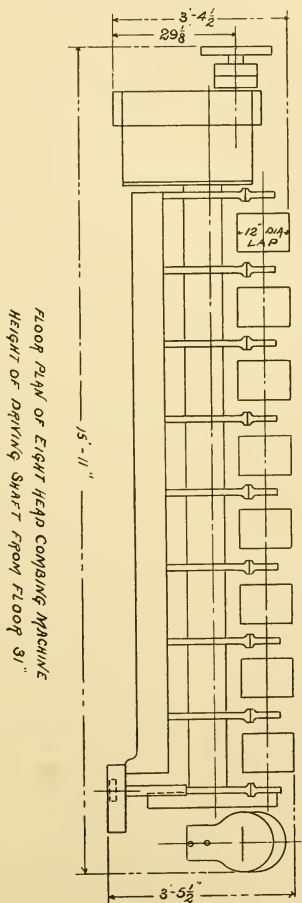 3'-4½"
29⅛"
12" DIA
LAP
15'-11"
FLOOR PLAN OF EIGHT HEAD COMBING MACHINE
HEIGHT OF DRIVING SHAFT FROM FLOOR 31"
3'-5½"